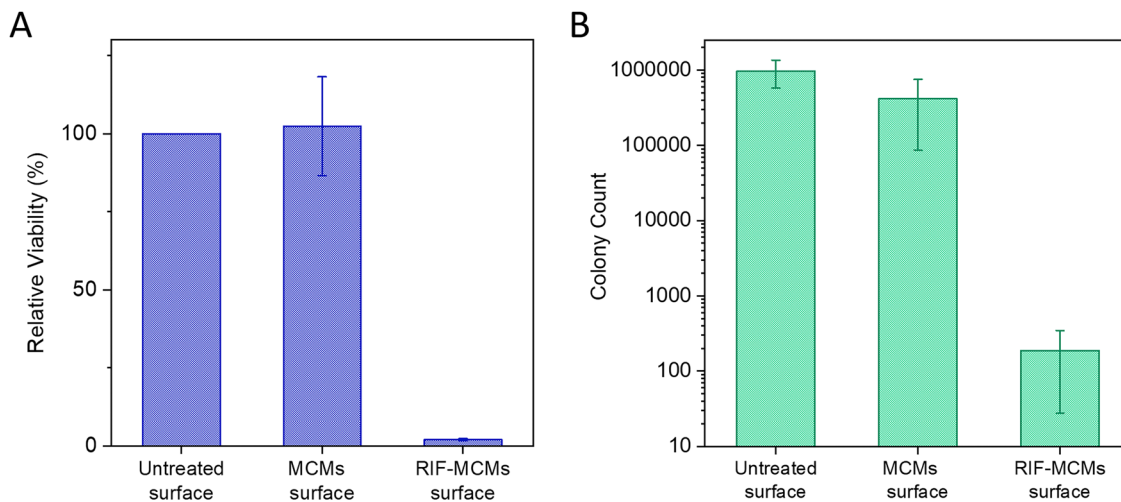 A
Relative Viability (%)
100
50
0
Untreated
surface
MCMs
surface
RIF-MCMs
surface
B
Colony Count
1000000
100000
10000
1000
100
10
Untreated
surface
MCMs
surface
RIF-MCMs
surface